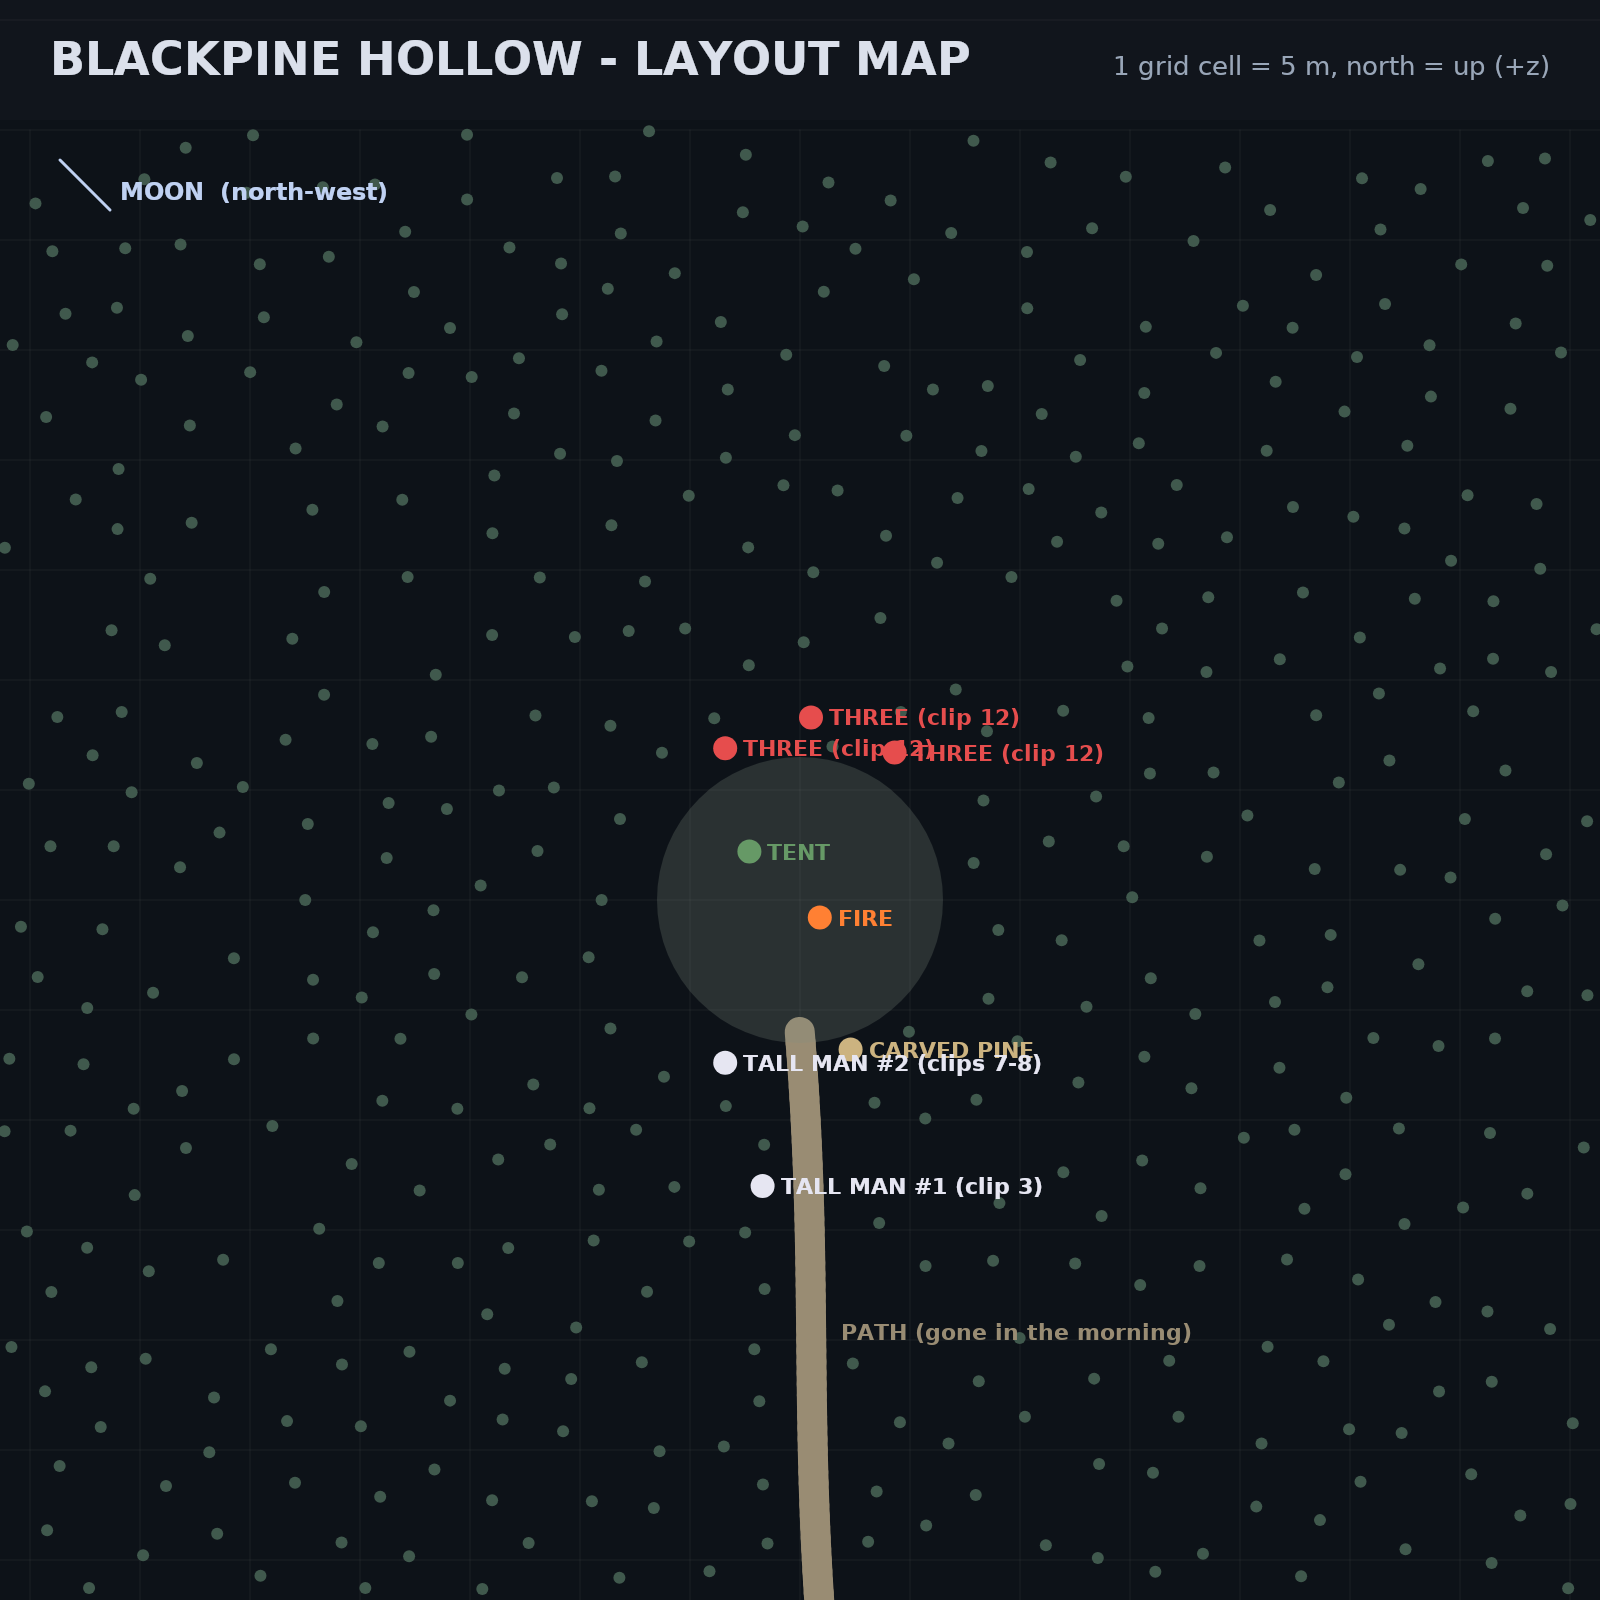 BLACKPINE HOLLOW - LAYOUT MAP
1 grid cell = 5 m, north = up (+z)
MOON (north-west)
THREE (clip 12)
THREE (clip 12)
THREE (clip 12)
TENT
FIRE
CARVED PINE
TALL MAN #2 (clips 7-8)
TALL MAN #1 (clip 3)
PATH (gone in the morning)